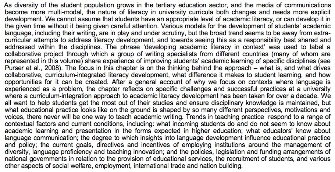 As diversity of the student population grows in the tertiary education sector, and the media of communications
become more multi-modal, the nature of literacy in university curricula both changes and needs more explicit
development. We cannot assume that students have an appropriate level of academic literacy, or can develop it in
the given time without it being given careful attention. Various models for the development of students' academic
language, including their writing, are in play and under scrutiny, but the broad trend seems to be away from extra-
curricular attempts to address literacy development, and towards seeing this as a responsibility best shared and
addressed within the disciplines. The phrase 'developing academic literacy in context' was used to label a
collaborative project through which a group of writing specialists from different countries (many of whom are
represented in this volume) share experience of improving students' academic learning of specific disciplines (see
Purser et al., 2008). The focus in this chapter is on the thinking behind the approach – what is, and what drives
collaborative, curriculum-integrated literacy development, what difference it makes to student learning, and how
opportunities for it can be created. After a general account of why we focus on contexts where language is
experienced as a problem, the chapter reflects on specific challenges and successful practices at a university
where a curriculum-integration approach to academic literacy development has been taken for over a decade. We
all want to help students get the most out of their studies and ensure disciplinary knowledge is maintained, but
what educational practice looks like on the ground is shaped by so many different perspectives, motivations and
voices, there never will be one way to teach academic writing. Trends in teaching practice respond to a range of
contextual factors and current conditions, including: what incoming students do and do not seem to know about
academic learning and presentation in the forms expected in higher education; what educators know about
language communication; the degree to which insights into language development influence educational practice
and policy; the current goals, directives and incentives of employing institutions around the management of
diversity, language proficiency and teaching innovation; and the policies, legislation and funding arrangements of
national governments in relation to the provision of educational services, the recruitment of students, and various
other aspects of social welfare, employment, international trade and nation building.